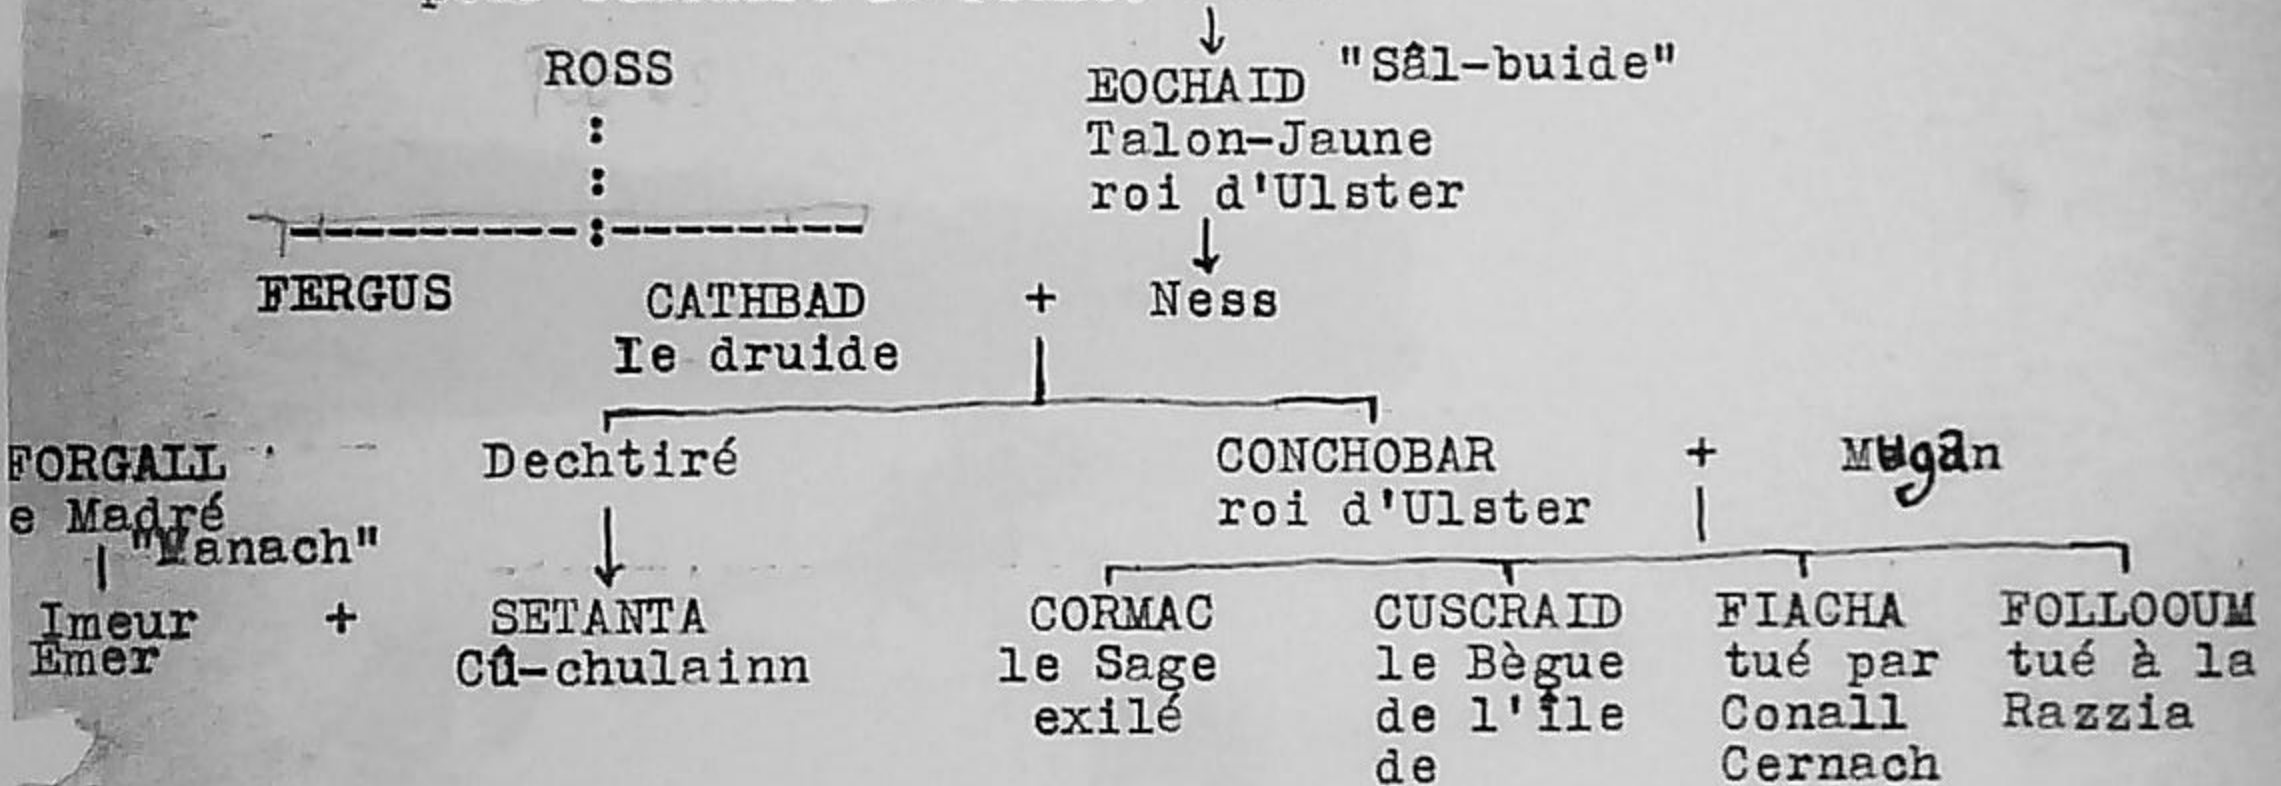 ROSS
EOCHAID "Sâl-buide"
Talon-Jaune
roi d'Ulster
FERGUS CATHBAD + Ness
Ie druide
FORGALL Dechtiré CONCHOBAR + Mugan
e Madré roi d'Ulster
"Manach"
Imeur + SETANTA CORMAC CUSCRAID FIACHA FOLLOOUM
Emer Cû-chulainn le Sage le Bègue tué par tué à la
exilé de l'île Conall Razzia
de Cernach